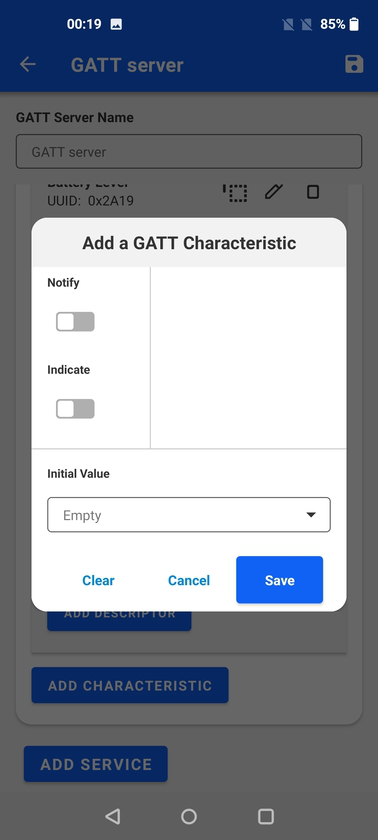 00:19
85%
GATT server
GATT Server Name
GATT server
Battery Level
UUID: 0x2A19
Add a GATT Characteristic
Notify
Indicate
Initial Value
Empty
Clear
Cancel
Save
ADD DESCRIPTOR
ADD CHARACTERISTIC
ADD SERVICE